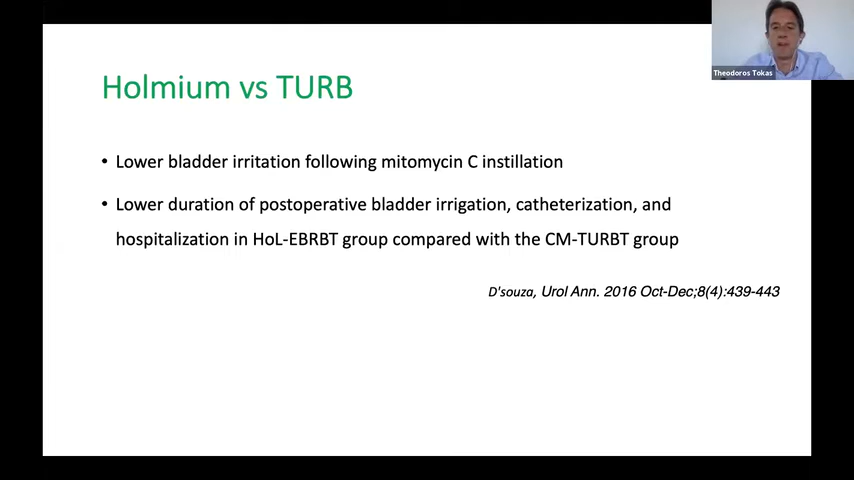 Theodoros Tokas
Holmium vs TURB
• Lower bladder irritation following mitomycin C instillation
• Lower duration of postoperative bladder irrigation, catheterization, and
hospitalization in HoL-EBRBT group compared with the CM-TURBT group
D'souza, Urol Ann. 2016 Oct-Dec;8(4):439-443